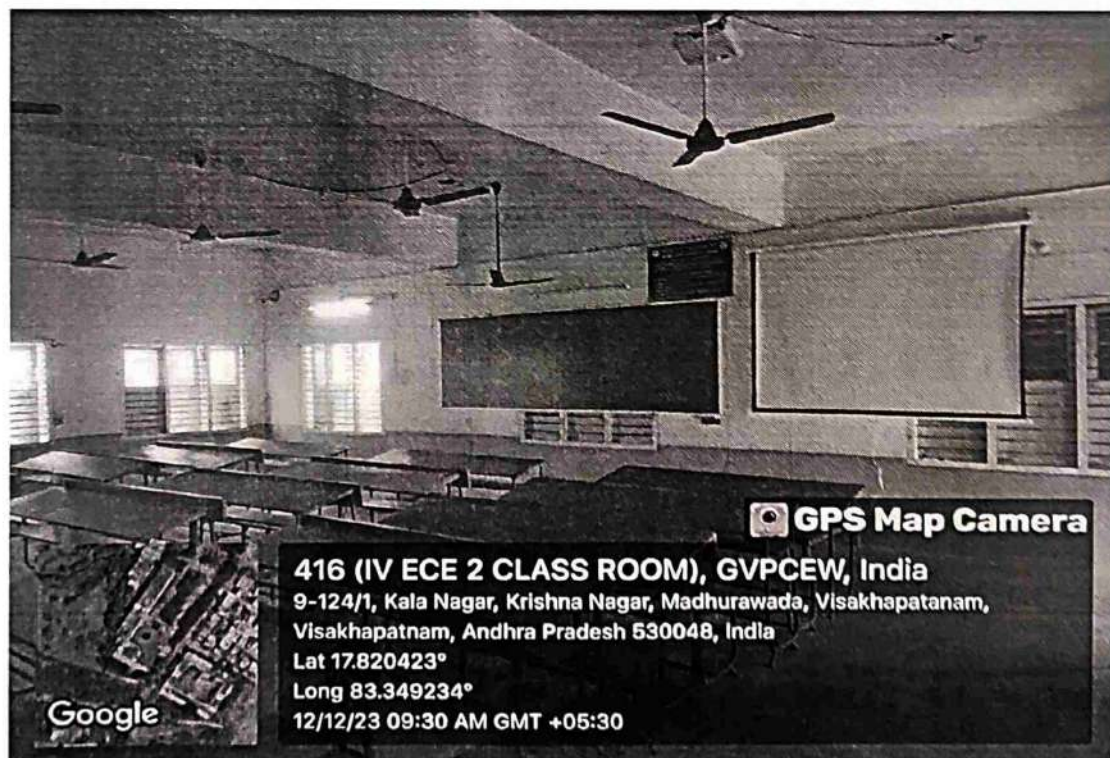 GPS Map Camera
416 (IV ECE 2 CLASS ROOM), GVPCEW, India
9-124/1, Kala Nagar, Krishna Nagar, Madhurawada, Visakhapatanam,
Visakhapatnam, Andhra Pradesh 530048, India
Lat 17.820423°
Long 83.349234°
12/12/23 09:30 AM GMT +05:30
Google